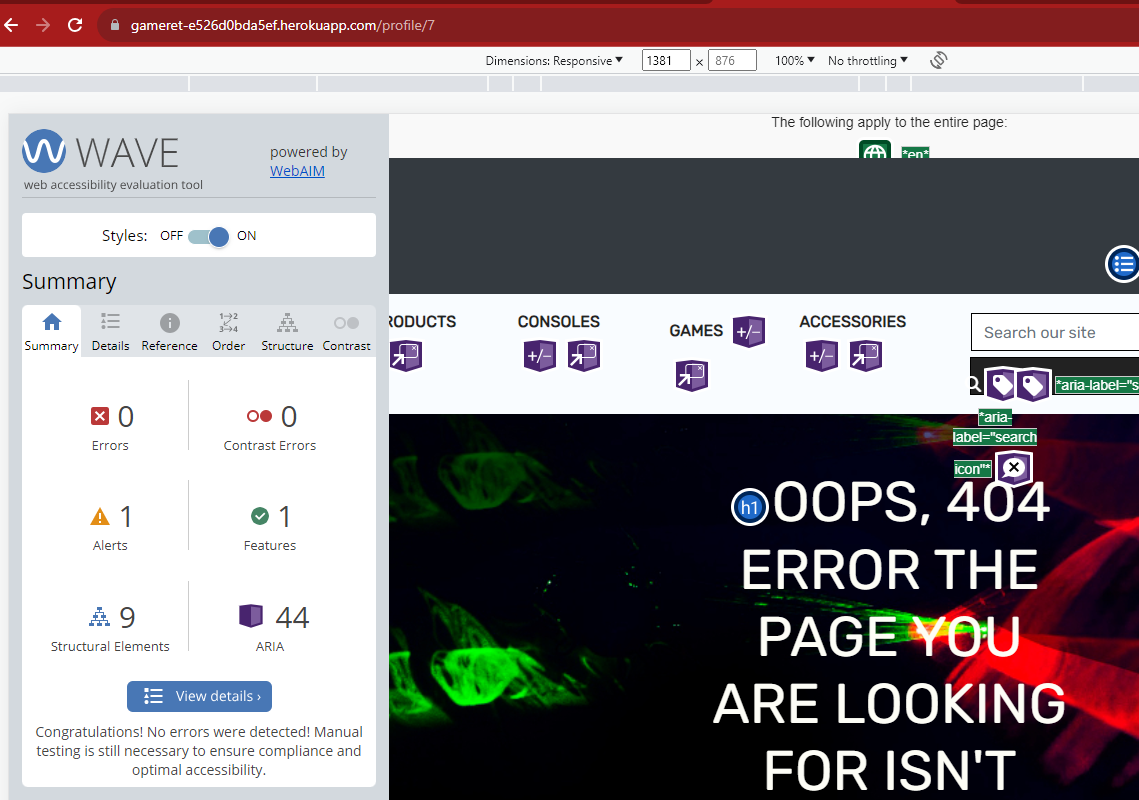 gameret-e526d0bda5ef.herokuapp.com/profile/7
Dimensions: Responsive 1381 × 876 100% No throttling
WAVE
web accessibility evaluation tool
powered by
WebAIM
Styles: OFF ON
Summary
Summary Details Reference Order Structure Contrast
0 0
Errors Contrast Errors
1 1
Alerts Features
9 44
Structural Elements ARIA
View details ›
Congratulations! No errors were detected! Manual
testing is still necessary to ensure compliance and
optimal accessibility.
The following apply to the entire page:
*en*
RODUCTS CONSOLES GAMES +/- ACCESSORIES
+/- +/-
Search our site
*aria-label="s
*aria-
label="search
icon"*
h1 OOPS, 404
ERROR THE
PAGE YOU
ARE LOOKING
FOR ISN'T